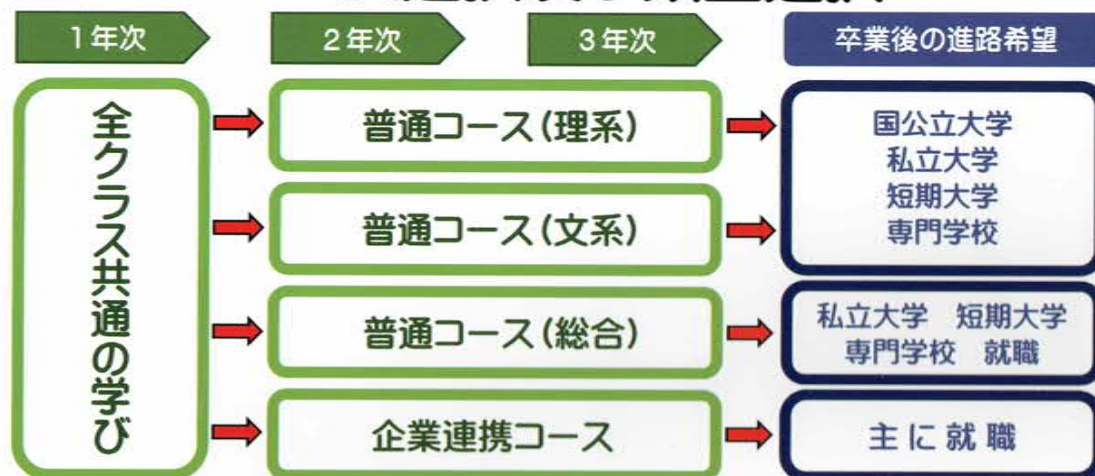 1年次
2年次
3年次
卒業後の進路希望
全クラス共通の学び
普通コース(理系)
普通コース(文系)
普通コース(総合)
企業連携コース
国公立大学
私立大学
短期大学
専門学校
私立大学 短期大学
専門学校 就職
主に就職